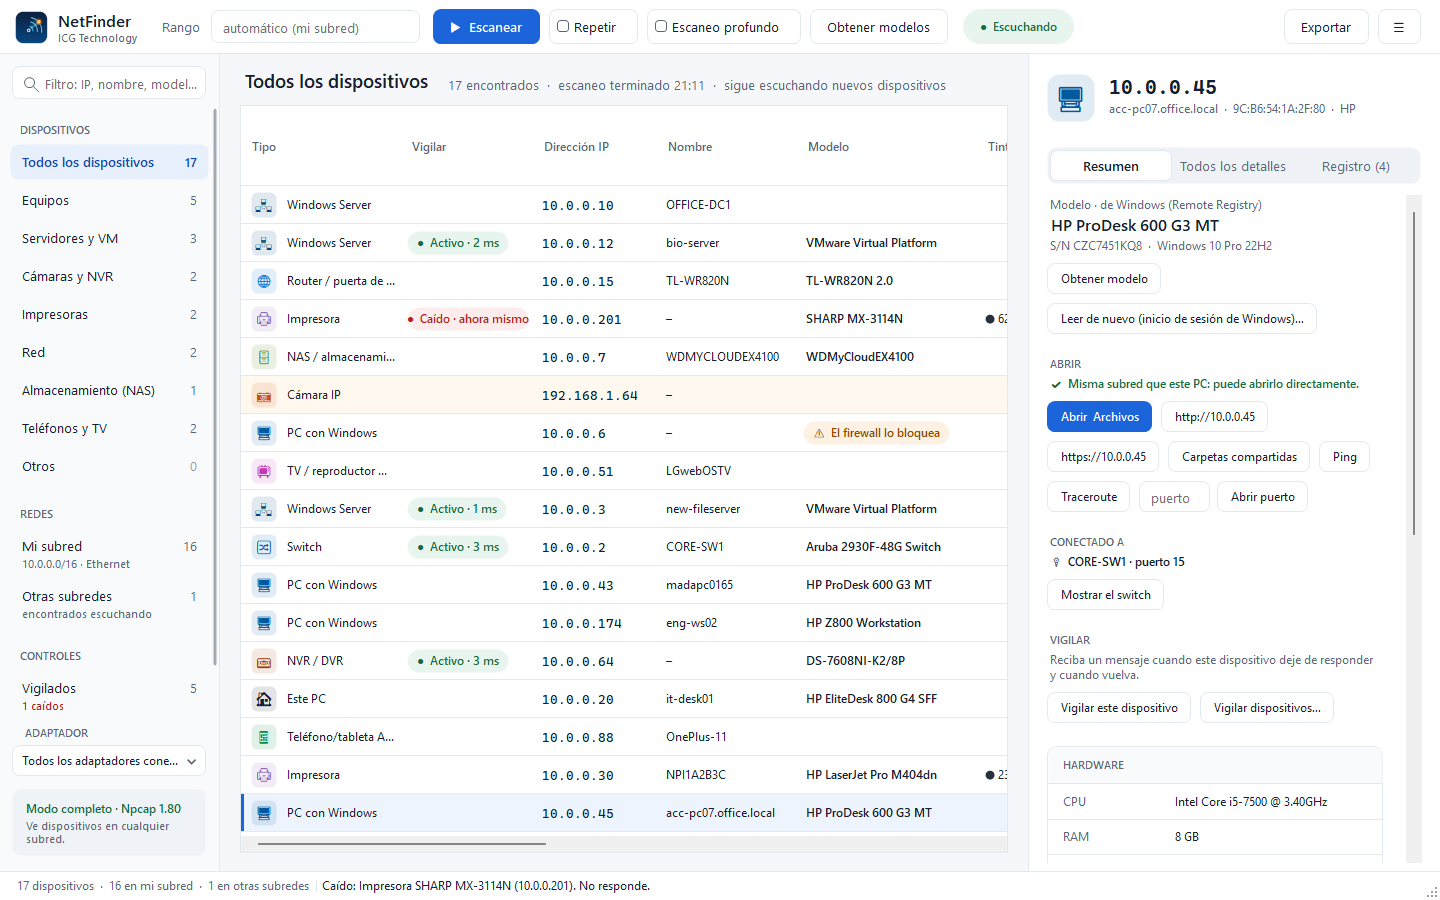 NetFinder
ICG Technology
Rango
automático (mi subred)
Escanear
Repetir
Escaneo profundo
Obtener modelos
Escuchando
Exportar
Filtro: IP, nombre, model...
DISPOSITIVOS
Todos los dispositivos 17
Equipos 5
Servidores y VM 3
Cámaras y NVR 2
Impresoras 2
Red 2
Almacenamiento (NAS) 1
Teléfonos y TV 2
Otros 0
REDES
Mi subred 16
10.0.0.0/16 · Ethernet
Otras subredes 1
encontrados escuchando
CONTROLES
Vigilados 5
1 caídos
ADAPTADOR
Todos los adaptadores cone...
Modo completo · Npcap 1.80
Ve dispositivos en cualquier
subred.
Todos los dispositivos 17 encontrados · escaneo terminado 21:11 · sigue escuchando nuevos dispositivos
Tipo Vigilar Dirección IP Nombre Modelo Tint
Windows Server 10.0.0.10 OFFICE-DC1
Windows Server Activo · 2 ms 10.0.0.12 bio-server VMware Virtual Platform
Router / puerta de ... 10.0.0.15 TL-WR820N TL-WR820N 2.0
Impresora Caído · ahora mismo 10.0.0.201 – SHARP MX-3114N 62
NAS / almacenami... 10.0.0.7 WDMYCLOUDEX4100 WDMyCloudEX4100
Cámara IP 192.168.1.64 –
PC con Windows 10.0.0.6 – El firewall lo bloquea
TV / reproductor ... 10.0.0.51 LGwebOSTV
Windows Server Activo · 1 ms 10.0.0.3 new-fileserver VMware Virtual Platform
Switch Activo · 3 ms 10.0.0.2 CORE-SW1 Aruba 2930F-48G Switch
PC con Windows 10.0.0.43 madapc0165 HP ProDesk 600 G3 MT
PC con Windows 10.0.0.174 eng-ws02 HP Z800 Workstation
NVR / DVR Activo · 3 ms 10.0.0.64 – DS-7608NI-K2/8P
Este PC 10.0.0.20 it-desk01 HP EliteDesk 800 G4 SFF
Teléfono/tableta A... 10.0.0.88 OnePlus-11
Impresora 10.0.0.30 NPI1A2B3C HP LaserJet Pro M404dn 23
PC con Windows 10.0.0.45 acc-pc07.office.local HP ProDesk 600 G3 MT
10.0.0.45
acc-pc07.office.local · 9C:B6:54:1A:2F:80 · HP
Resumen Todos los detalles Registro (4)
Modelo · de Windows (Remote Registry)
HP ProDesk 600 G3 MT
S/N CZC7451KQ8 · Windows 10 Pro 22H2
Obtener modelo
Leer de nuevo (inicio de sesión de Windows)...
ABRIR
Misma subred que este PC: puede abrirlo directamente.
Abrir Archivos http://10.0.0.45
https://10.0.0.45 Carpetas compartidas Ping
Traceroute puerto Abrir puerto
CONECTADO A
CORE-SW1 · puerto 15
Mostrar el switch
VIGILAR
Reciba un mensaje cuando este dispositivo deje de responder
y cuando vuelva.
Vigilar este dispositivo Vigilar dispositivos...
HARDWARE
CPU Intel Core i5-7500 @ 3.40GHz
RAM 8 GB
17 dispositivos · 16 en mi subred · 1 en otras subredes Caído: Impresora SHARP MX-3114N (10.0.0.201). No responde.